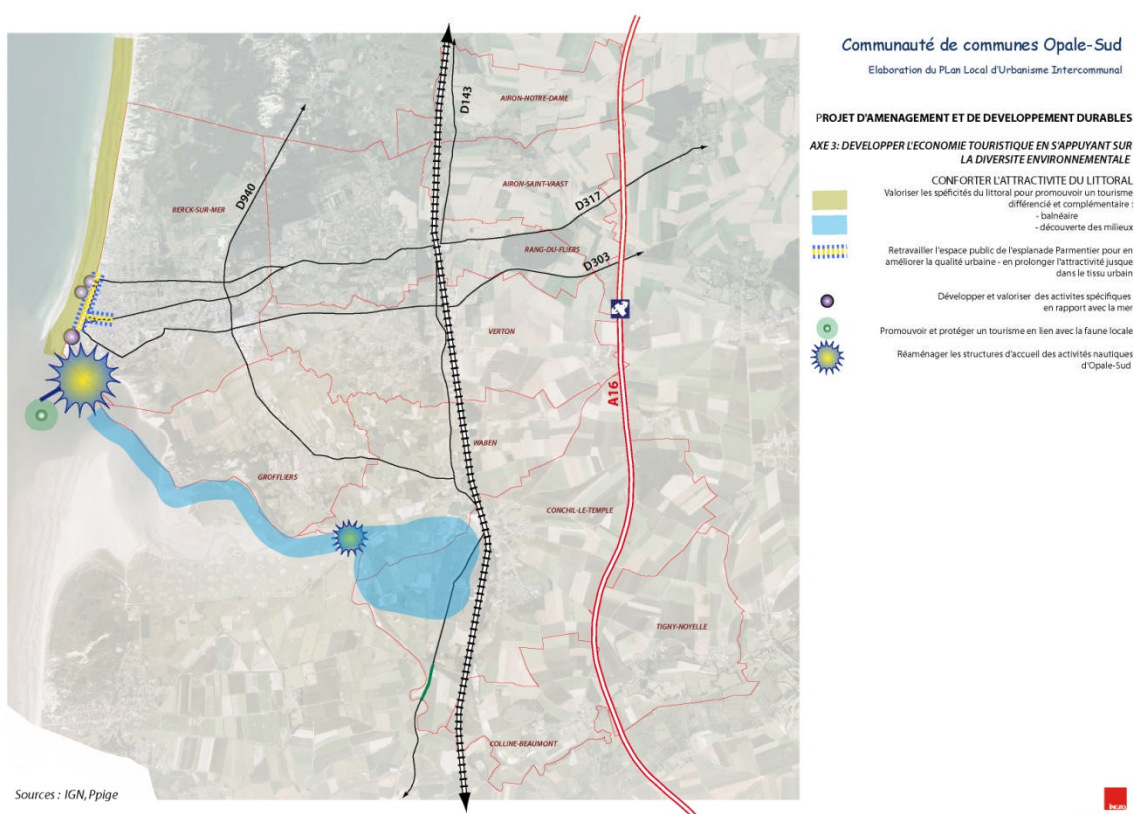 Communauté de communes Opale-Sud
Elaboration du PLan Local d'Urbanisme Intercommunal
PROJET D'AMENAGEMENT ET DE DEVELOPPEMENT DURABLES
AXE 3: DEVELOPPER L'ECONOMIE TOURISTIQUE EN S'APPUYANT SUR
LA DIVERSITE ENVIRONNEMENTALE
CONFORTER L'ATTRACTIVITE DU LITTORAL
Valoriser les spéficités du littoral pour promouvoir un tourisme
différencié et complémentaire :
- balnéaire
- découverte des milieux
Retravailler l'espace public de l'esplanade Parmentier pour en
améliorer la qualité urbaine - en prolonger l'attractivité jusque
dans le tissu urbain
Développer et valoriser des activites spécifiques
en rapport avec la mer
Promouvoir et protéger un tourisme en lien avec la faune locale
Réaménager les structures d'accueil des activités nautiques
d'Opale-Sud
D143
AIRON-NOTRE-DAME
AIRON-SAINT-VAAST
D940
BERCK-SUR-MER
D317
RANG-DU-FLIERS
D303
VERTON
A16
WABEN
GROFFLIERS
CONCHIL-LE-TEMPLE
TIGNY-NOYELLE
COLLINE-BEAUMONT
Sources : IGN, Ppige
INGEO